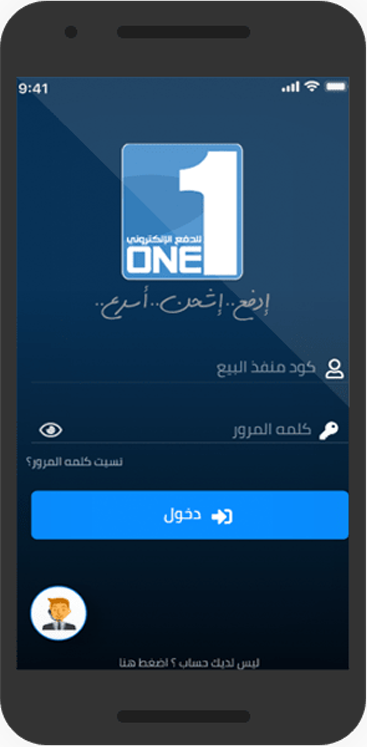 9:41
1
للدفع الإلكتروني
ONE
إدفع..إشحن..أسرع..
كود منفذ البيع
كلمه المرور
نسيت كلمه المرور؟
دخول
ليس لديك حساب ؟ اضغط هنا